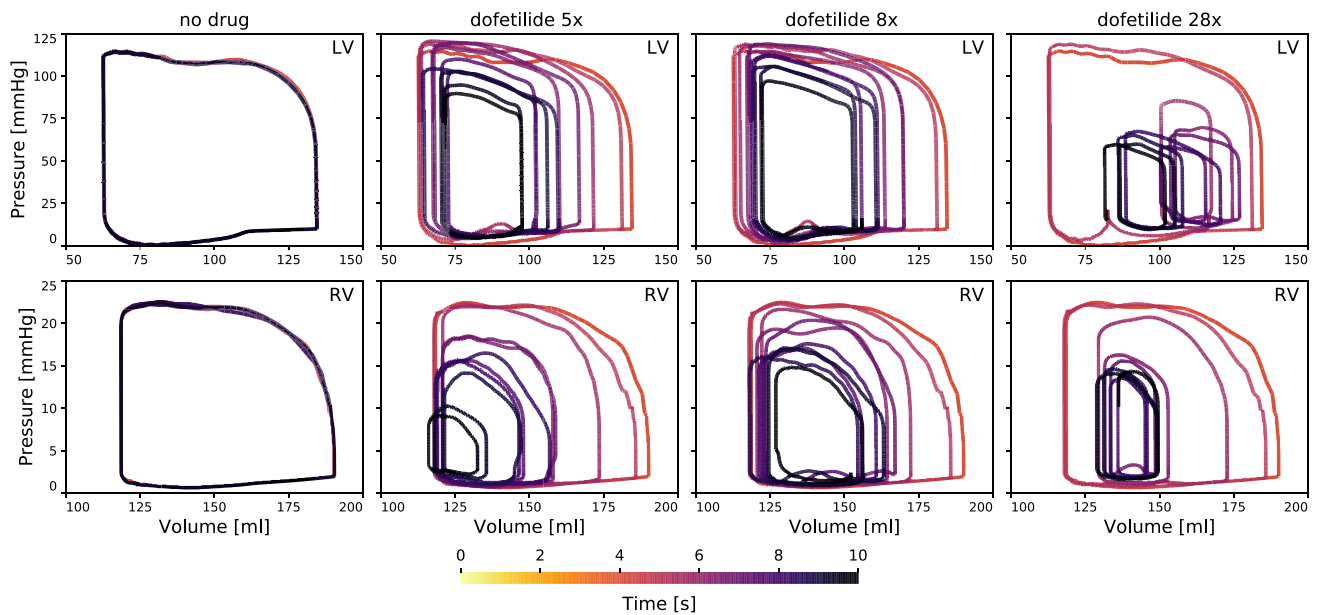 no drug dofetilide 5x dofetilide 8x dofetilide 28x
125 LV LV LV LV
100
75
50
25
0
Pressure [mmHg]
50 75 100 125 150 50 75 100 125 150 50 75 100 125 150 50 75 100 125 150
25 RV RV RV RV
20
15
10
5
0
Pressure [mmHg]
100 125 150 175 200 100 125 150 175 200 100 125 150 175 200 100 125 150 175 200
Volume [ml] Volume [ml] Volume [ml] Volume [ml]
0 2 4 6 8 10
Time [s]